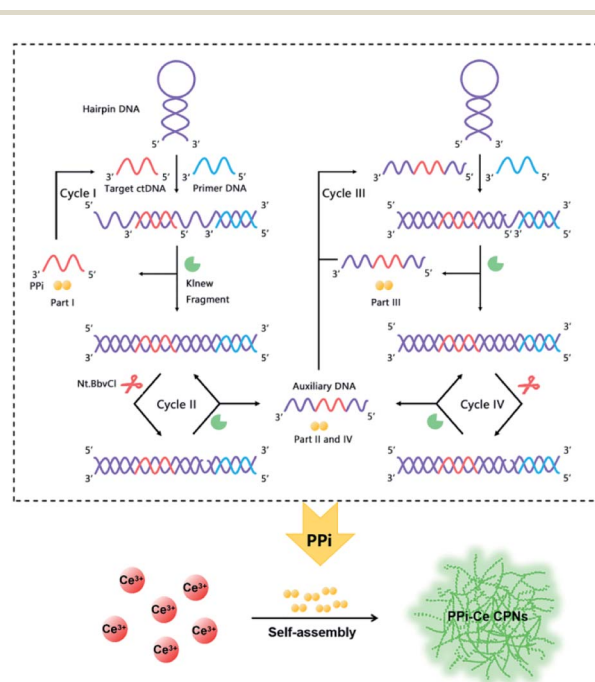 Hairpin DNA
5' 3'
5' 3'
3' 5'
3' 5'
Cycle I
Target ctDNA
Primer DNA
3' 5'
3' 5'
Cycle III
5' 3'
3' 5' 3' 5'
5' 3'
3' 5' 3' 5'
3' 5'
PPi
Part I
Klnew
Fragment
3' 5'
Part III
5' 3'
3' 5'
5' 3'
3' 5'
Nt.BbvCI
Cycle II
Auxiliary DNA
3' 5'
Part II and IV
Cycle IV
5' 3'
3' 5'
5' 3'
3' 5'
PPi
Ce3+
Ce3+
Ce3+
Ce3+
Ce3+
Ce3+
Self-assembly
PPi-Ce CPNs